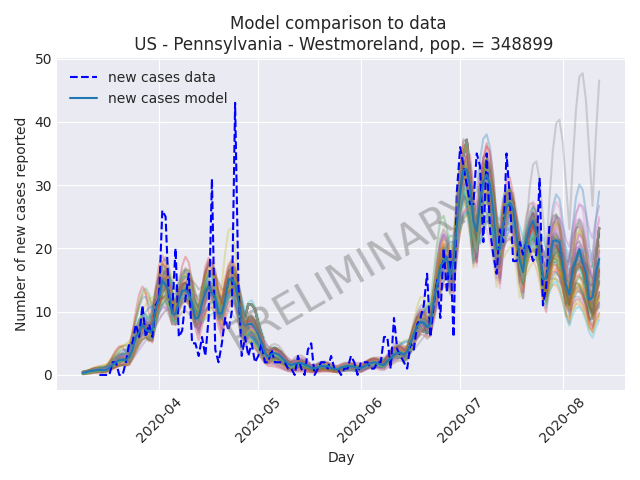 Model comparison to data
US - Pennsylvania - Westmoreland, pop. = 348899
new cases data
new cases model
Number of new cases reported
50
40
30
20
10
0
PRELIMINARY
2020-04
2020-05
2020-06
2020-07
2020-08
Day